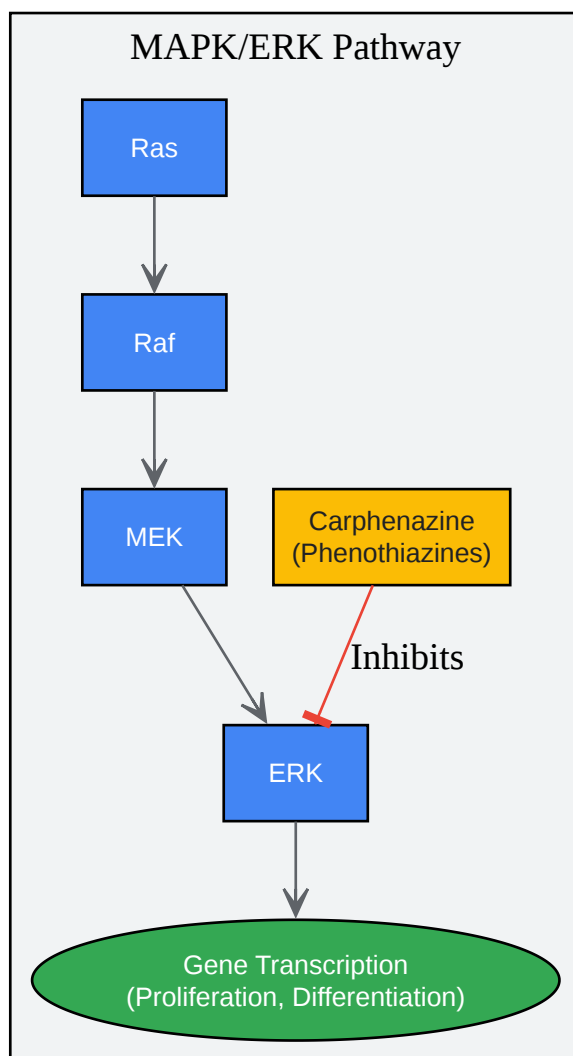 MAPK/ERK Pathway
Ras
Raf
MEK
Carphenazine
(Phenothiazines)
Inhibits
ERK
Gene Transcription
(Proliferation, Differentiation)